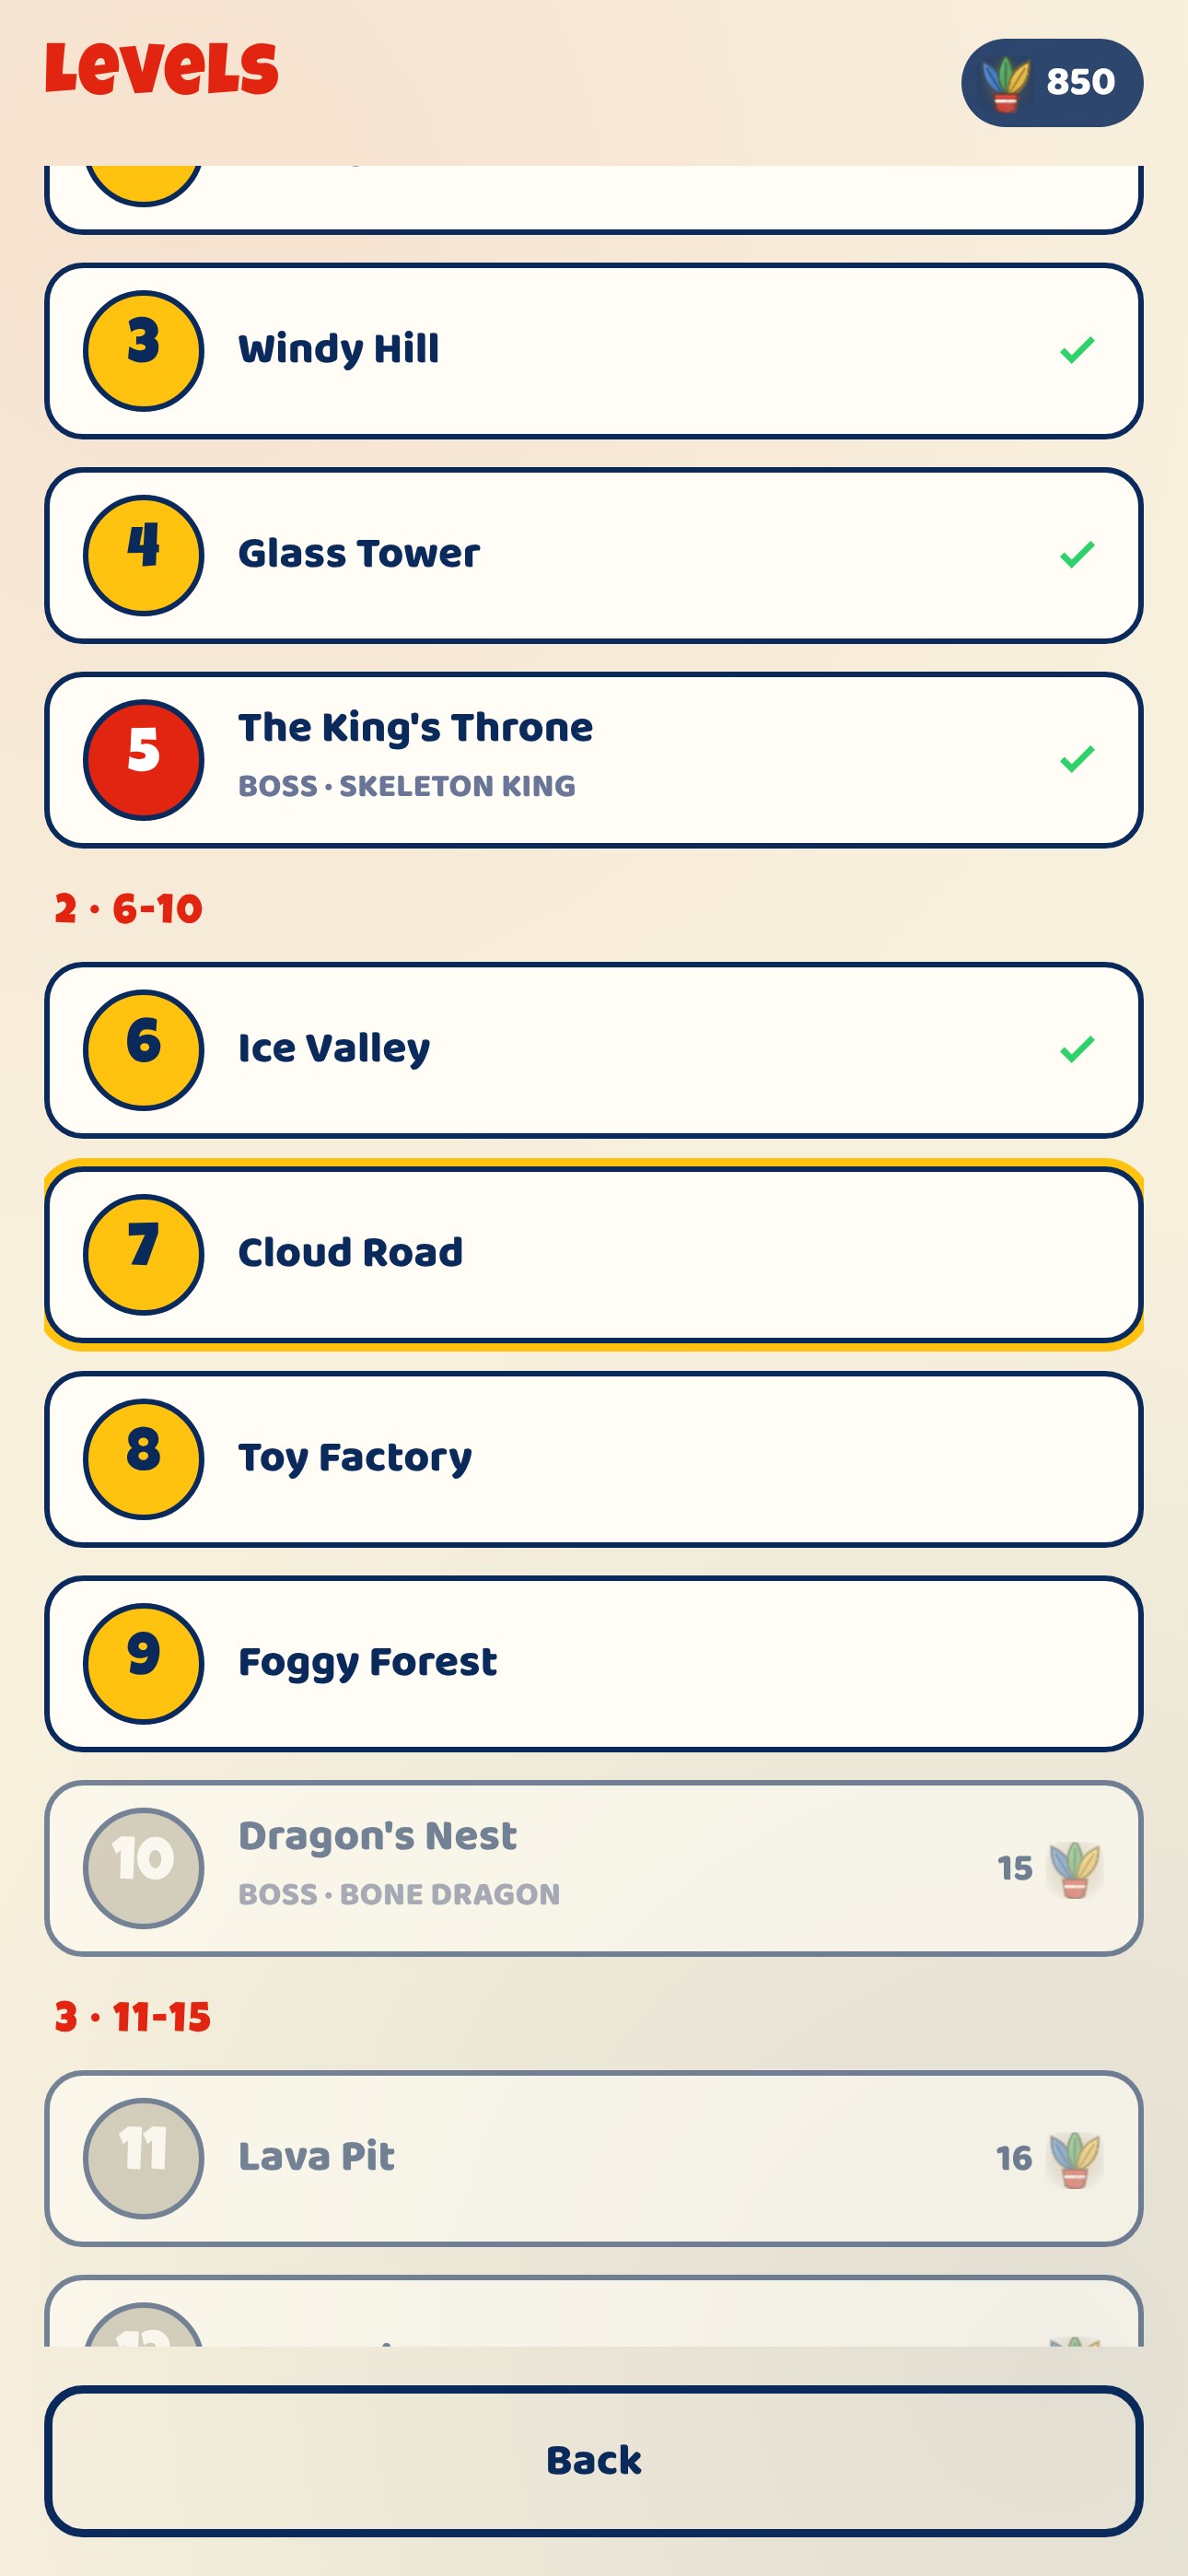 Levels
850
3
Windy Hill
4
Glass Tower
5
The King's Throne
BOSS · SKELETON KING
2 · 6-10
6
Ice Valley
7
Cloud Road
8
Toy Factory
9
Foggy Forest
10
Dragon's Nest
BOSS · BONE DRAGON
15
3 · 11-15
11
Lava Pit
16
12
Back